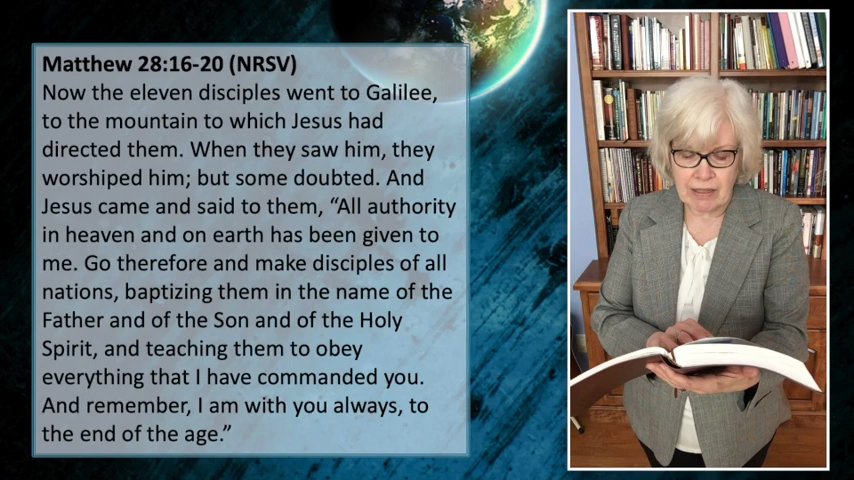 Matthew 28:16-20 (NRSV)
Now the eleven disciples went to Galilee,
to the mountain to which Jesus had
directed them. When they saw him, they
worshiped him; but some doubted. And
Jesus came and said to them, “All authority
in heaven and on earth has been given to
me. Go therefore and make disciples of all
nations, baptizing them in the name of the
Father and of the Son and of the Holy
Spirit, and teaching them to obey
everything that I have commanded you.
And remember, I am with you always, to
the end of the age.”